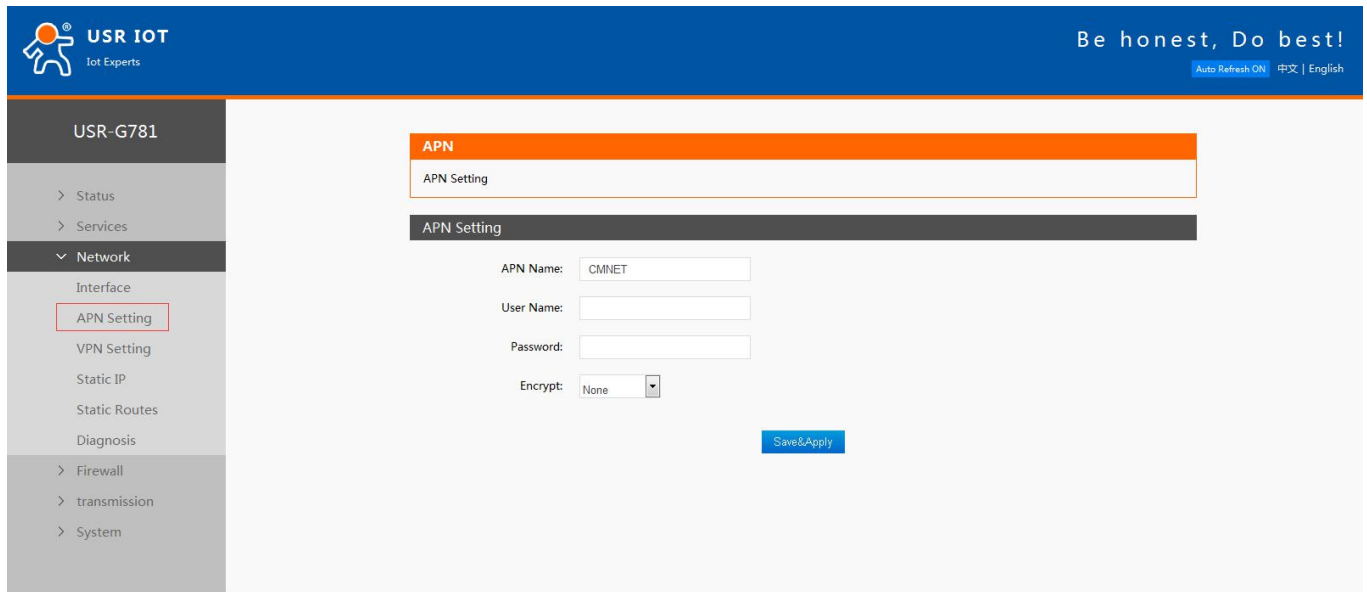 ®
USR IOT
Iot Experts
Be honest, Do best!
Auto Refresh ON 中文 | English
USR-G781
> Status
> Services
Network
Interface
APN Setting
VPN Setting
Static IP
Static Routes
Diagnosis
> Firewall
> transmission
> System
APN
APN Setting
APN Setting
APN Name: CMNET
User Name:
Password:
Encrypt: None
Save&Apply